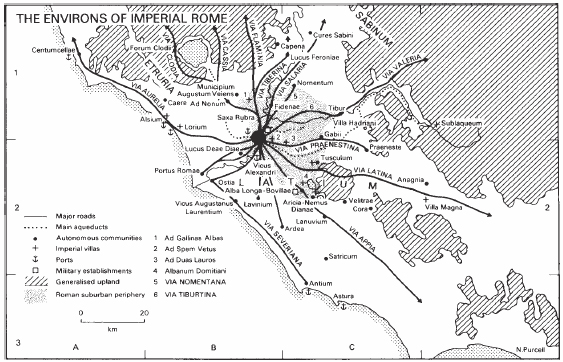 THE ENVIRONS OF IMPERIAL ROME
Centumcellae
Forum Clodi
VIA CLODIA
VIA CASSIA
VIA FLAMINIA
Capena
Cures Sabini
SABINUM
Lucus Feroniae
VIA TIBERINA
VIA SALARIA
VIA VALERIA
1
ETRURIA
VIA AURELIA
Municipium
Augustum Veiens
Ad Nonum
1
Nomentum
5
Fidenae
6
Tibur
Caere
Saxa Rubra
Villa Hadriani
Sublaqueum
Alsium
Lorium
Gabii
VIA PRAENESTINA
Praeneste
Lucus Deae Diae
2
3
Tusculum
Portus Romae
Vicus
Alexandri
VIA LATINA
Anagnia
Ostia
LATIUM
4
Alba Longa-Bovillae
Villa Magna
2
2
Vicus Augustanus
Laurentium
Lavinium
Aricia-Nemus
Dianae
Velitrae
Cora
Lanuvium
Ardea
VIA APPIA
VIA SEVERIANA
Satricum
Antium
Astura
Major roads
Main aqueducts
Autonomous communities
Imperial villas
Ports
Military establishments
Generalised upland
Roman suburban periphery
1 Ad Gallinas Albas
2 Ad Spem Vetus
3 Ad Duas Lauros
4 Albanum Domitiani
5 VIA NOMENTANA
6 VIA TIBURTINA
0 20
km
3
A
B
C
N.Purcell